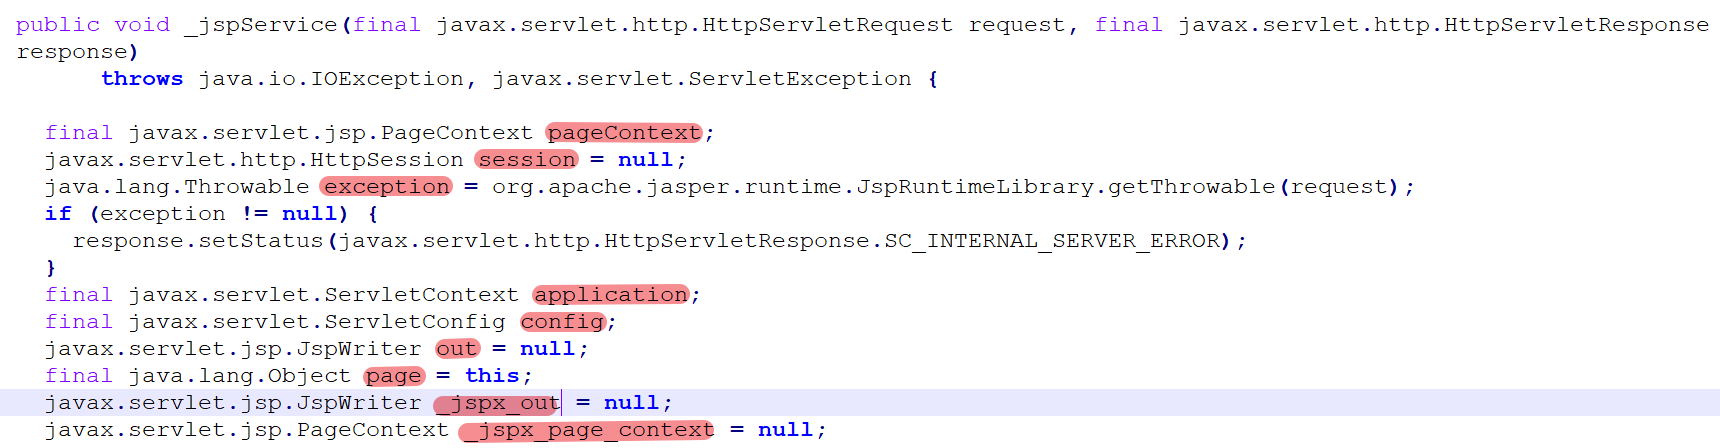 public void _jspService(final javax.servlet.http.HttpServletRequest request, final javax.servlet.http.HttpServletResponse
response)
throws java.io.IOException, javax.servlet.ServletException {
final javax.servlet.jsp.PageContext pageContext;
javax.servlet.http.HttpSession session = null;
java.lang.Throwable exception = org.apache.jasper.runtime.JspRuntimeLibrary.getThrowable(request);
if (exception != null) {
response.setStatus(javax.servlet.http.HttpServletResponse.SC_INTERNAL_SERVER_ERROR);
}
final javax.servlet.ServletContext application;
final javax.servlet.ServletConfig config;
javax.servlet.jsp.JspWriter out = null;
final java.lang.Object page = this;
javax.servlet.jsp.JspWriter _jspx_out = null;
javax.servlet.jsp.PageContext _jspx_page_context = null;